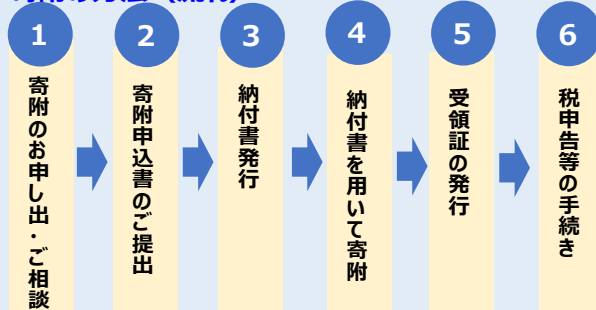 1
寄附のお申し出・ご相談
2
寄附申込書のご提出
3
納付書発行
4
納付書を用いて寄附
5
受領証の発行
6
税申告等の手続き